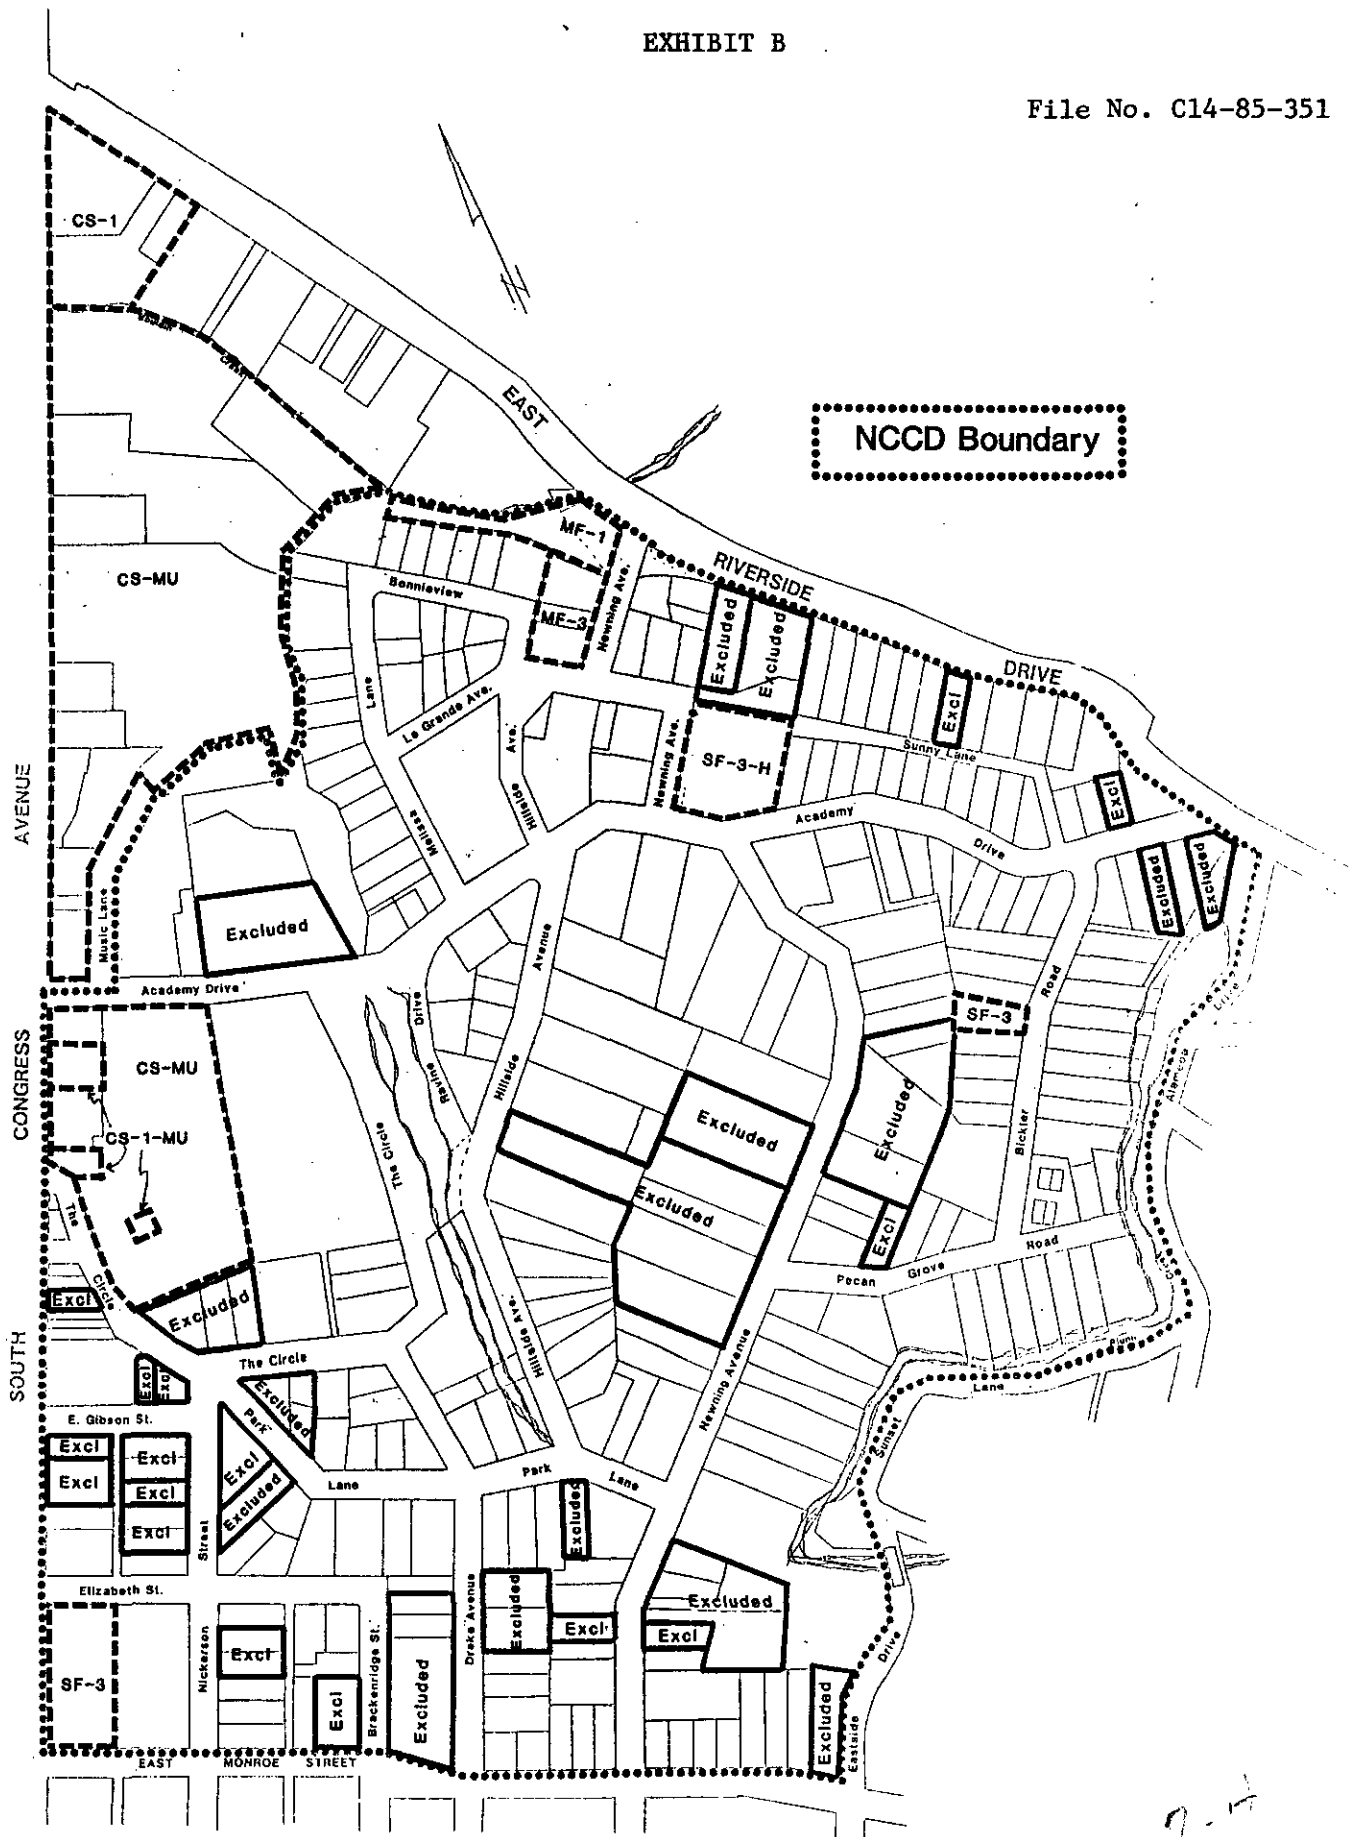 EXHIBIT B
File No. C14-85-351
CS-1
Creek
EAST
NCCD Boundary
MF-1
RIVERSIDE
CS-MU
Bonnieview
Newning Ave.
MF-3
Excluded
Excluded
DRIVE
Lane
Le Grande Ave.
Ave.
Newning Ave.
SF-3-H
Excl
Sunny Lane
AVENUE
Hillside
Melissa
Academy
Drive
Excl
Excluded
Excluded
Music Lane
Excluded
Avenue
Road
Academy Drive
Drive
SF-3
CONGRESS
CS-MU
Ravine
Hillside
Excluded
Excluded
CS-1-MU
The Circle
Bickler
Excluded
The
Excl
Road
Grove
Pecan
Circle
Excl
Excluded
Hillside Ave.
Newning Avenue
SOUTH
The Circle
Lane
Excl
Excl
Excluded
E. Gibson St.
Park
Sunset
Excl
Excl
Excl
Excl
Excl
Excl
Excluded
Lane
Park
Lane
Excluded
Street
Elizabeth St.
Drake Avenue
Excluded
Excl
Excluded
Excl
SF-3
Nickerson
Excl
Excl
Brackenridge St.
Excluded
Drive
Excluded
Eastside
EAST
MONROE
STREET